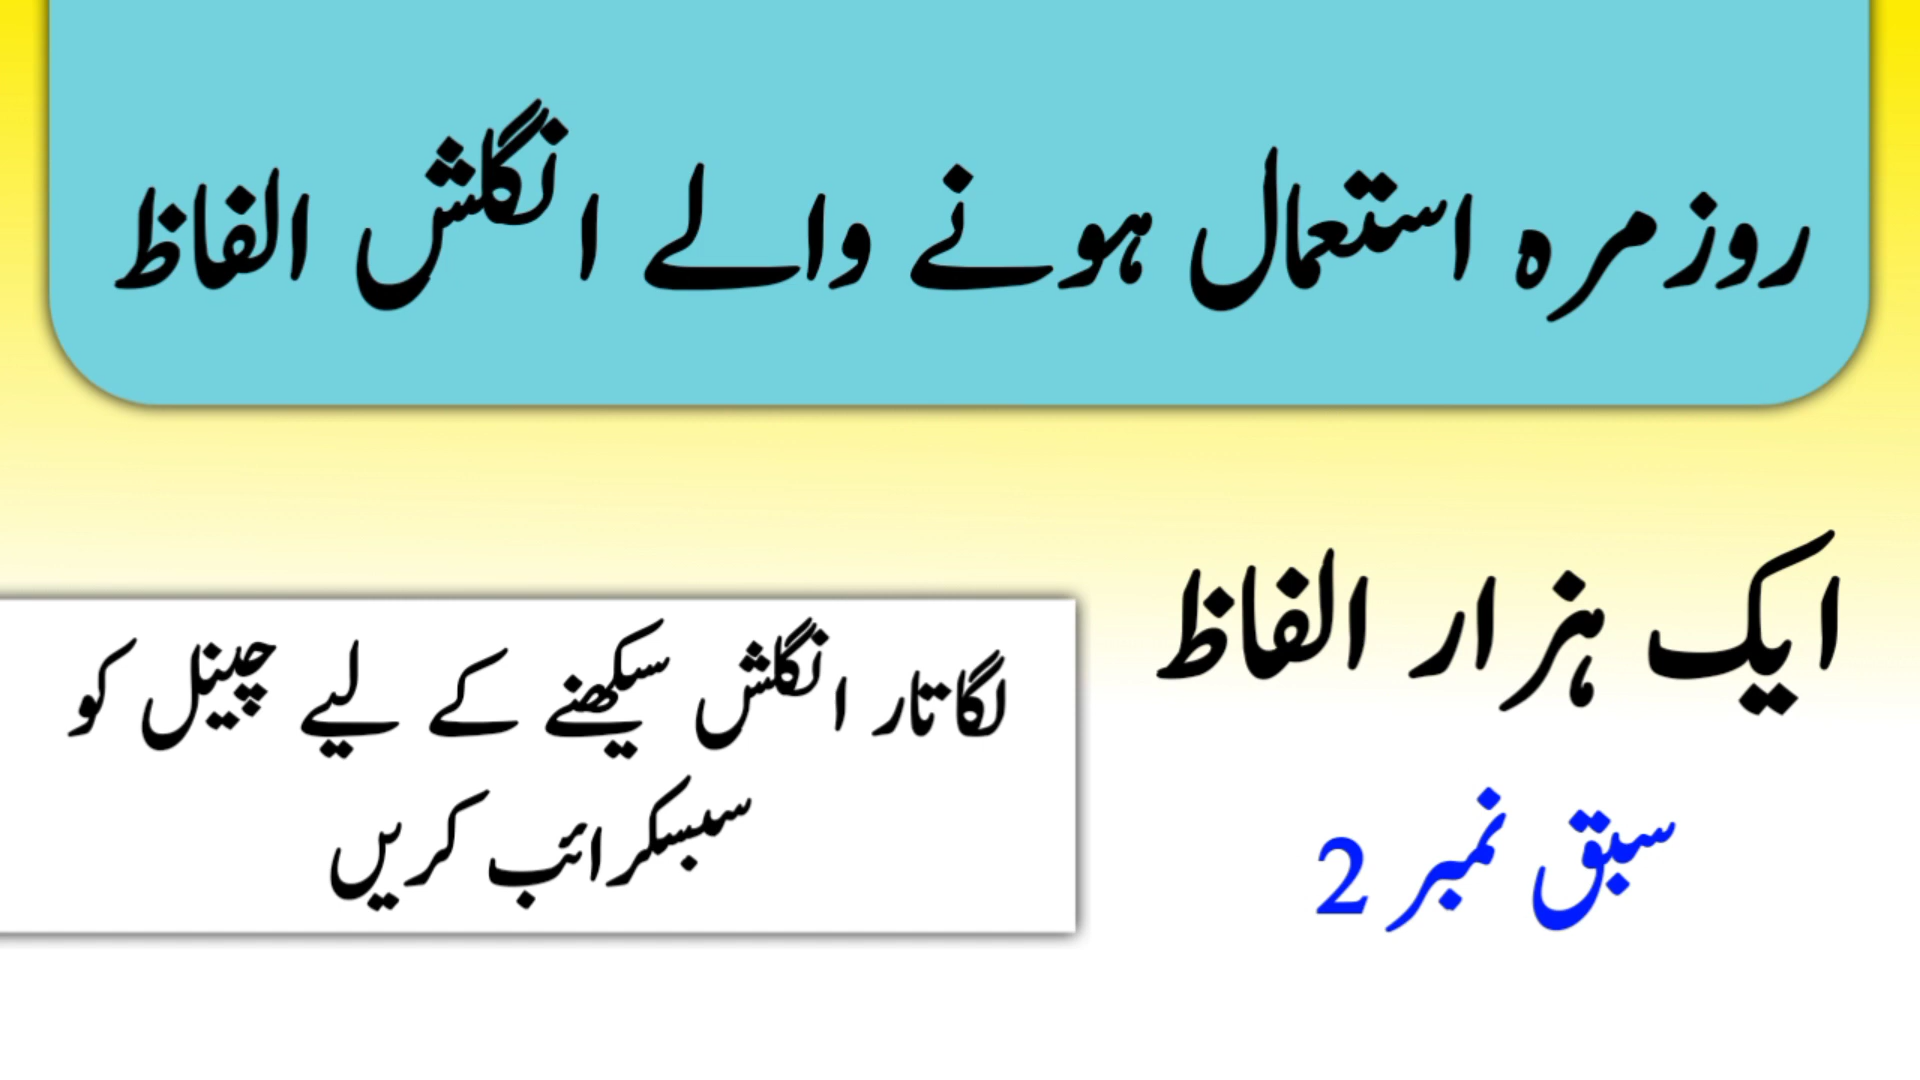 روزمرہ استعمال ہونے والے انگلش الفاظ
ایک ہزار الفاظ
سبق نمبر 2
لگاتار انگلش سیکھنے کے لیے چینل کو
سبسکرائب کریں